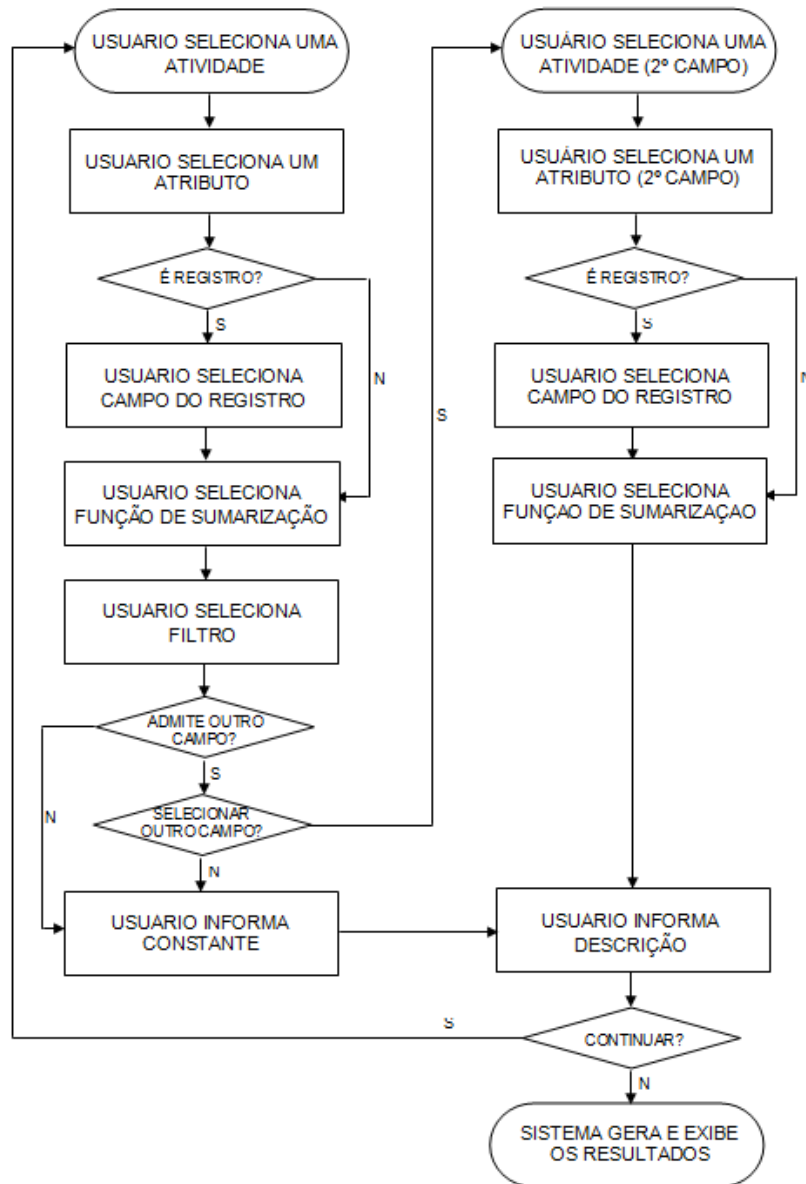 USUARIO SELECIONA UMA
ATIVIDADE
USUARIO SELECIONA UM
ATRIBUTO
É REGISTRO?
S
N
USUARIO SELECIONA
CAMPO DO REGISTRO
USUARIO SELECIONA
FUNÇÃO DE SUMARIZAÇÃO
USUARIO SELECIONA
FILTRO
ADMITE OUTRO
CAMPO?
S
N
SELECIONAR
OUTRO CAMPO?
S
N
USUARIO INFORMA
CONSTANTE
USUÁRIO SELECIONA UMA
ATIVIDADE (2º CAMPO)
USUÁRIO SELECIONA UM
ATRIBUTO (2º CAMPO)
É REGISTRO?
S
N
USUARIO SELECIONA
CAMPO DO REGISTRO
USUARIO SELECIONA
FUNÇAO DE SUMARIZAÇAO
USUARIO INFORMA
DESCRIÇÃO
S
CONTINUAR?
N
SISTEMA GERA E EXIBE
OS RESULTADOS